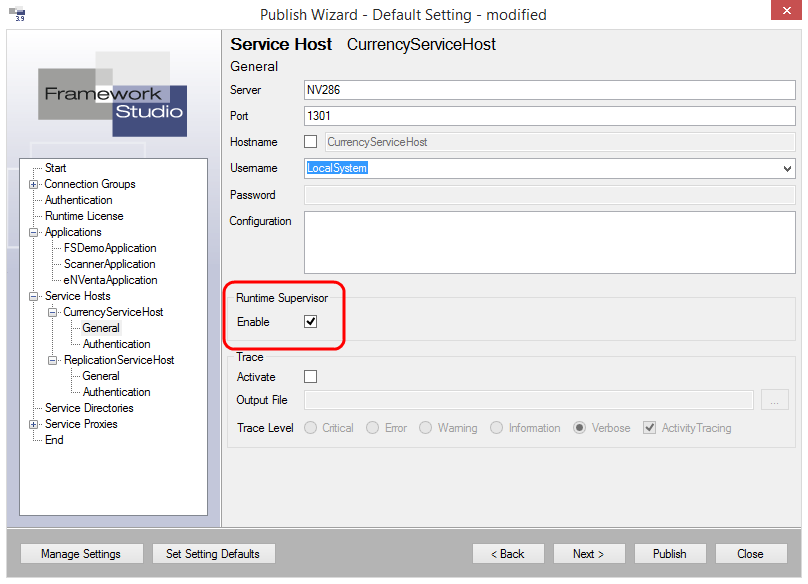 3.9
Publish Wizard - Default Setting - modified
Framework
Studio
Start
Connection Groups
Authentication
Runtime License
Applications
FSDemoApplication
ScannerApplication
eNVentaApplication
Service Hosts
CurrencyServiceHost
General
Authentication
ReplicationServiceHost
General
Authentication
Service Directories
Service Proxies
End
Service Host CurrencyServiceHost
General
Server NV286
Port 1301
Hostname CurrencyServiceHost
Username LocalSystem
Password
Configuration
Runtime Supervisor
Enable
Trace
Activate
Output File ...
Trace Level Critical Error Warning Information Verbose ActivityTracing
Manage Settings Set Setting Defaults < Back Next > Publish Close